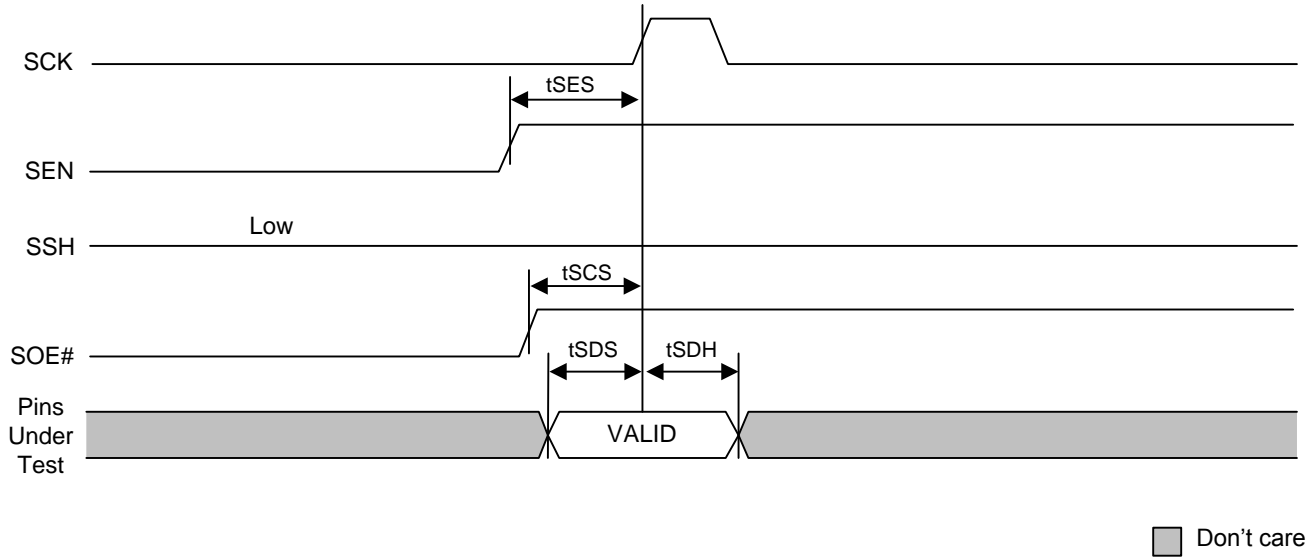 SCK
tSES
SEN
Low
SSH
tSCS
SOE#
tSDS
tSDH
Pins
Under
Test
VALID
Don't care